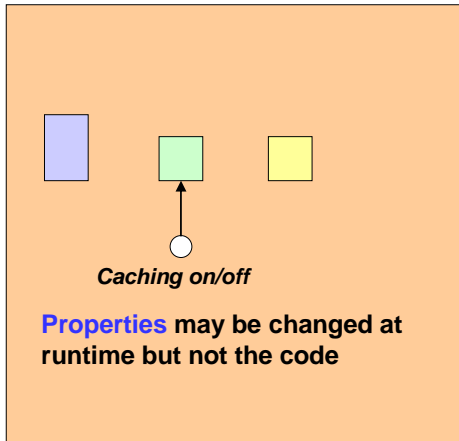 Caching on/off
Properties may be changed at
runtime but not the code